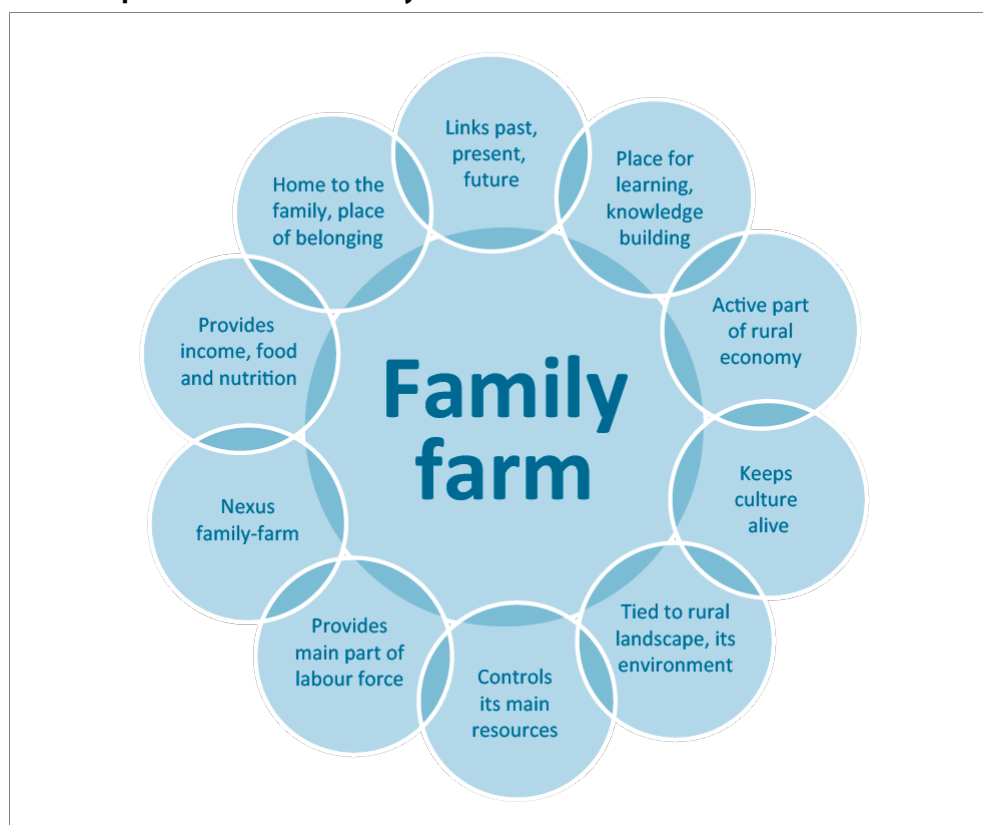 Links past,
present,
future
Place for
learning,
knowledge
building
Active part
of rural
economy
Keeps
culture
alive
Tied to rural
landscape, its
environment
Controls
its main
resources
Provides
main part of
labour force
Nexus
family-farm
Provides
income, food
and nutrition
Home to the
family, place
of belonging
Family
farm